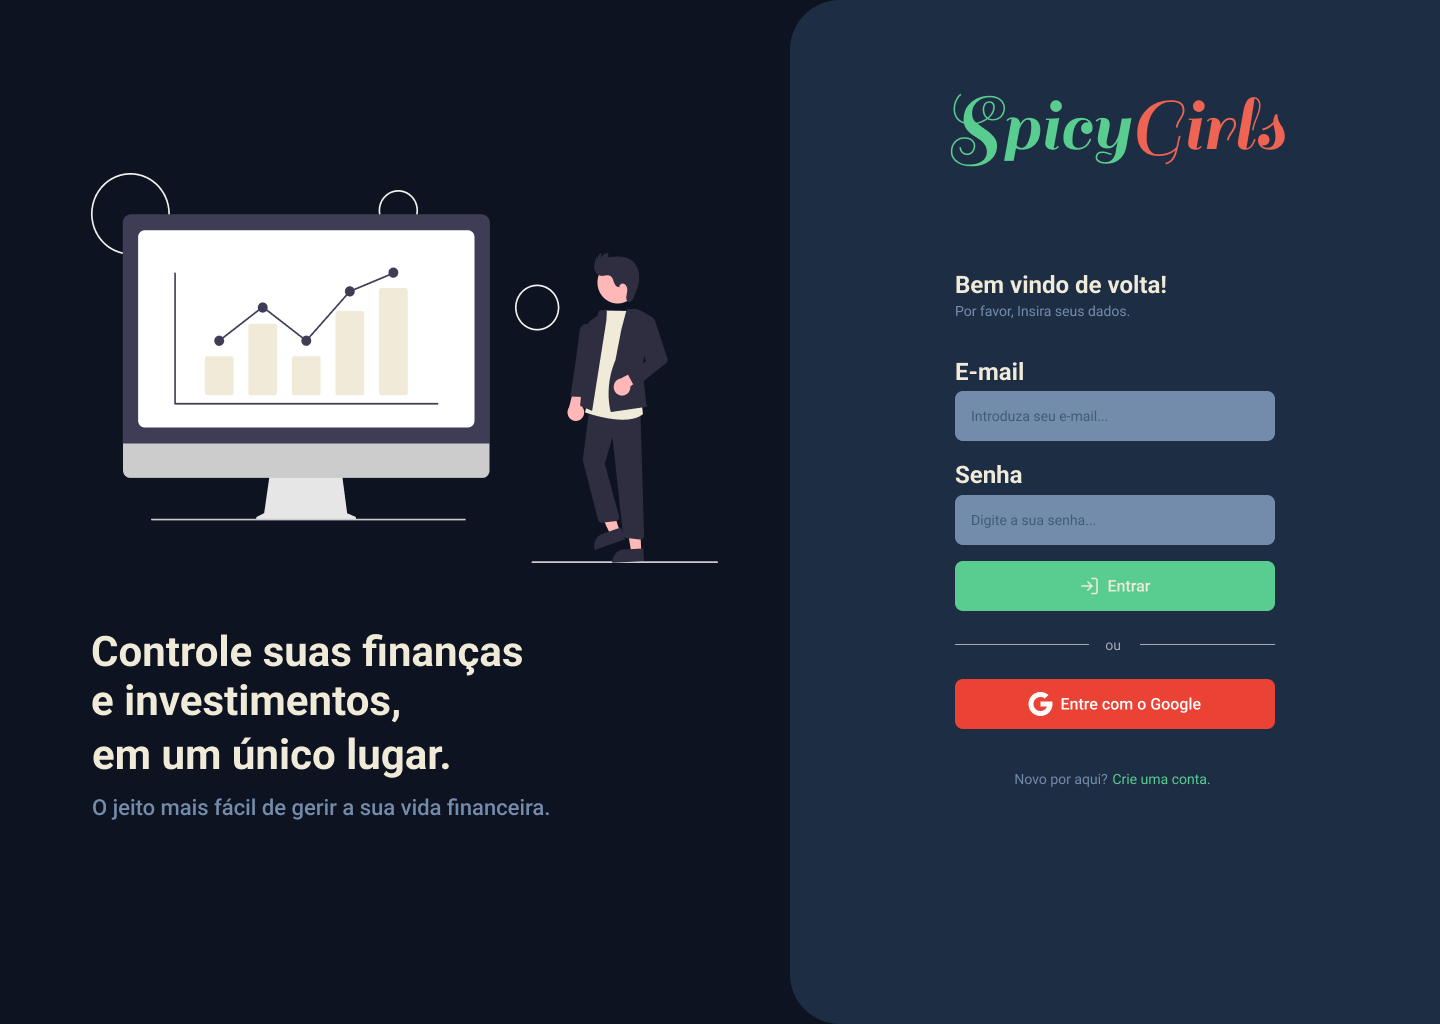 SpicyGirls
Controle suas finanças
e investimentos,
em um único lugar.
O jeito mais fácil de gerir a sua vida financeira.
Bem vindo de volta!
Por favor, Insira seus dados.
E-mail
Introduza seu e-mail...
Senha
Digite a sua senha...
Entrar
ou
Entre com o Google
Novo por aqui? Crie uma conta.